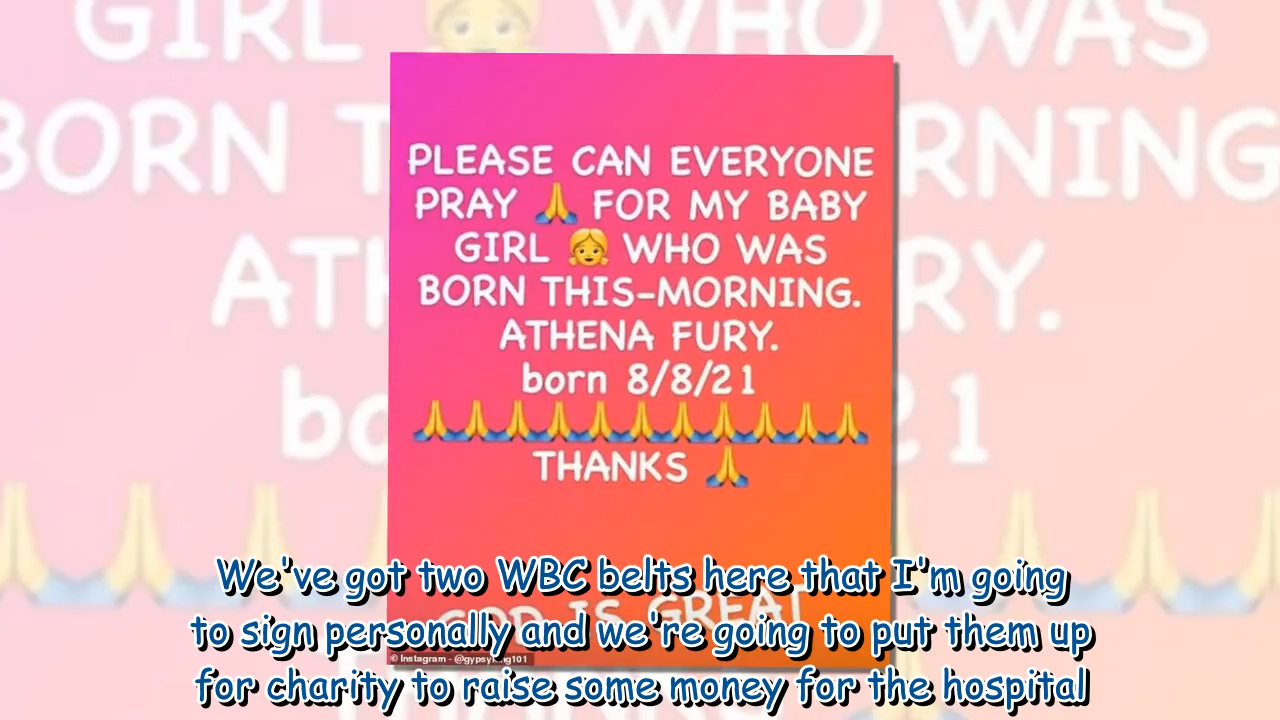 PLEASE CAN EVERYONE
PRAY 🙏 FOR MY BABY
GIRL 👧 WHO WAS
BORN THIS-MORNING.
ATHENA FURY.
born 8/8/21
🙏🙏🙏🙏🙏🙏🙏🙏🙏🙏🙏
THANKS 🙏
GOD IS GREAT
© Instagram - @gypsyking101
We've got two WBC belts here that I'm going
to sign personally and we're going to put them up
for charity to raise some money for the hospital